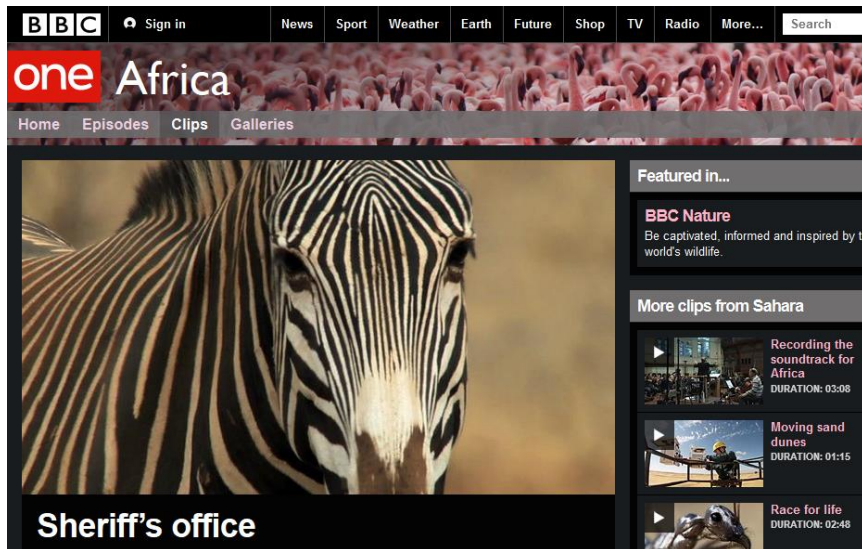 BBC Sign in News Sport Weather Earth Future Shop TV Radio More... Search
one Africa
Home Episodes Clips Galleries
Sheriff's office
Featured in...
BBC Nature
Be captivated, informed and inspired by
world's wildlife.
More clips from Sahara
Recording the
soundtrack for
Africa
DURATION: 03:08
Moving sand
dunes
DURATION: 01:15
Race for life
DURATION: 02:48